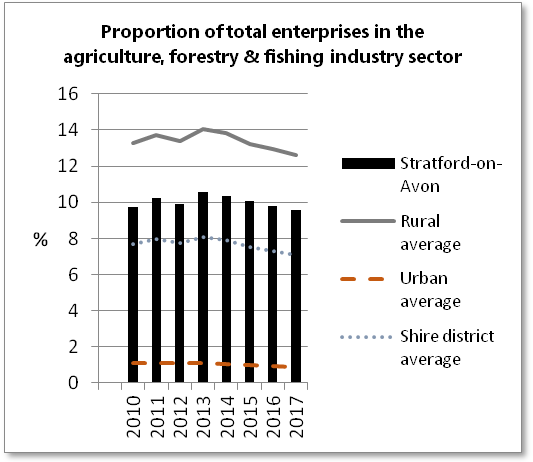 Proportion of total enterprises in the
agriculture, forestry & fishing industry sector
16
14
12
10
8
6
4
2
0
%
2010
2011
2012
2013
2014
2015
2016
2017
Stratford-on-
Avon
Rural
average
Urban
average
Shire district
average